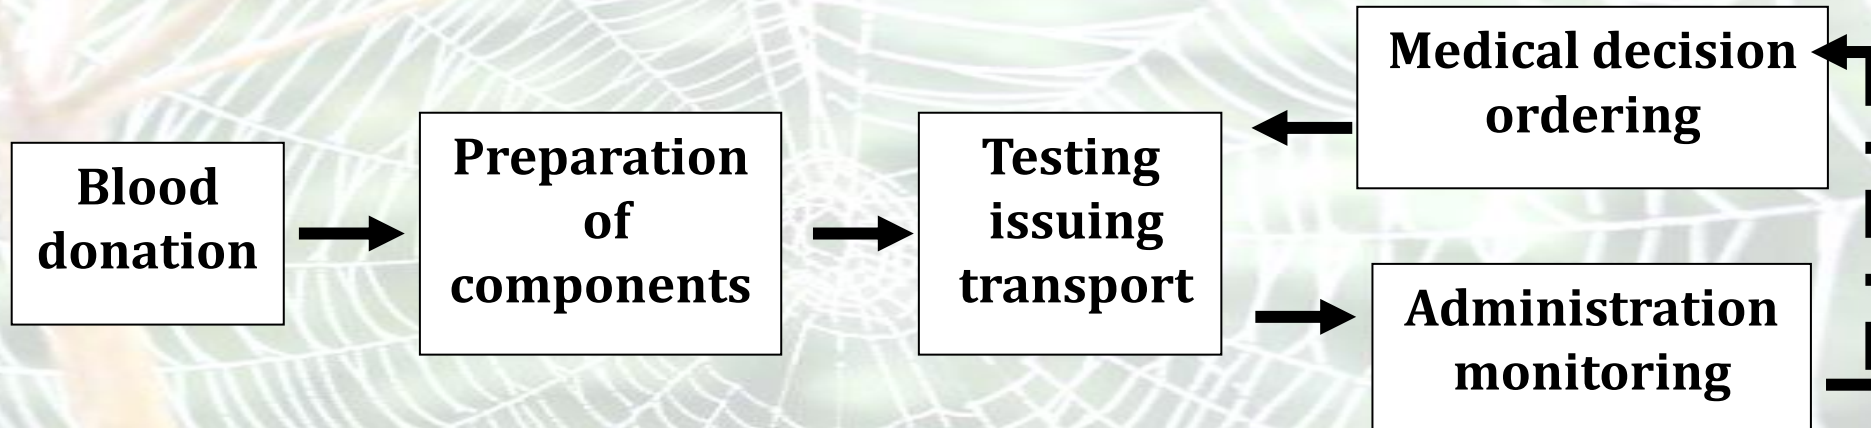 Blood
donation
Preparation
of
components
Testing
issuing
transport
Medical decision
ordering
Administration
monitoring